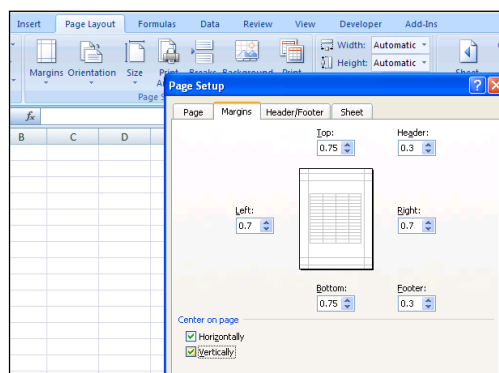 Insert Page Layout Formulas Data Review View Developer Add-Ins
Width: Automatic
Height: Automatic
Margins Orientation Size Print Breaks Background Print
Page Setup
Page Margins Header/Footer Sheet
fx
B C D
Top: Header:
0.75 0.3
Left: Right:
0.7 0.7
Bottom: Footer:
0.75 0.3
Center on page
Horizontally
Vertically